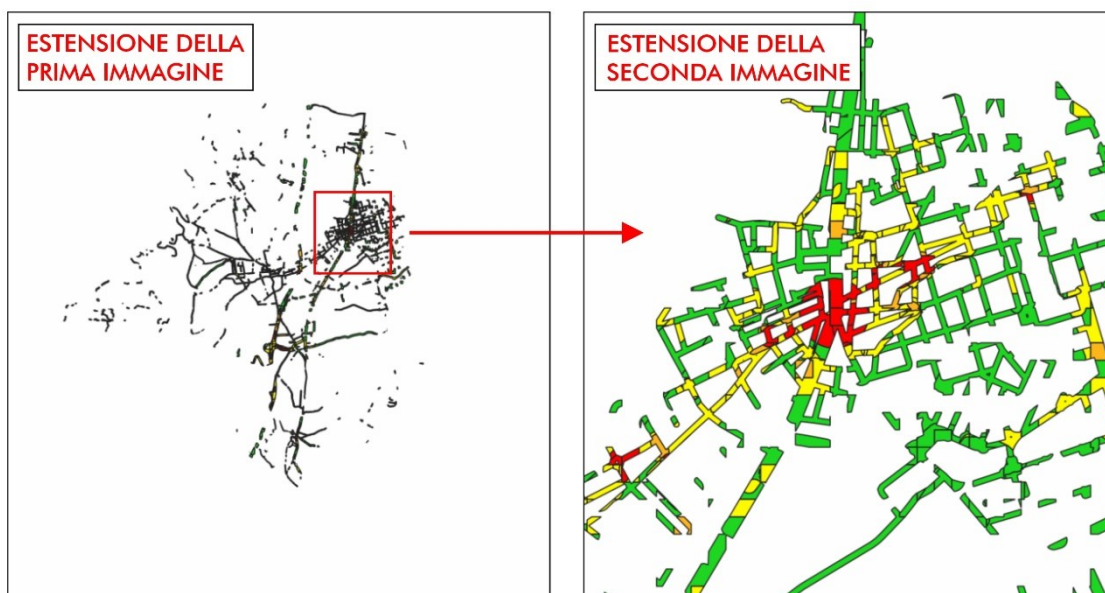 ESTENSIONE DELLA
PRIMA IMMAGINE
ESTENSIONE DELLA
SECONDA IMMAGINE